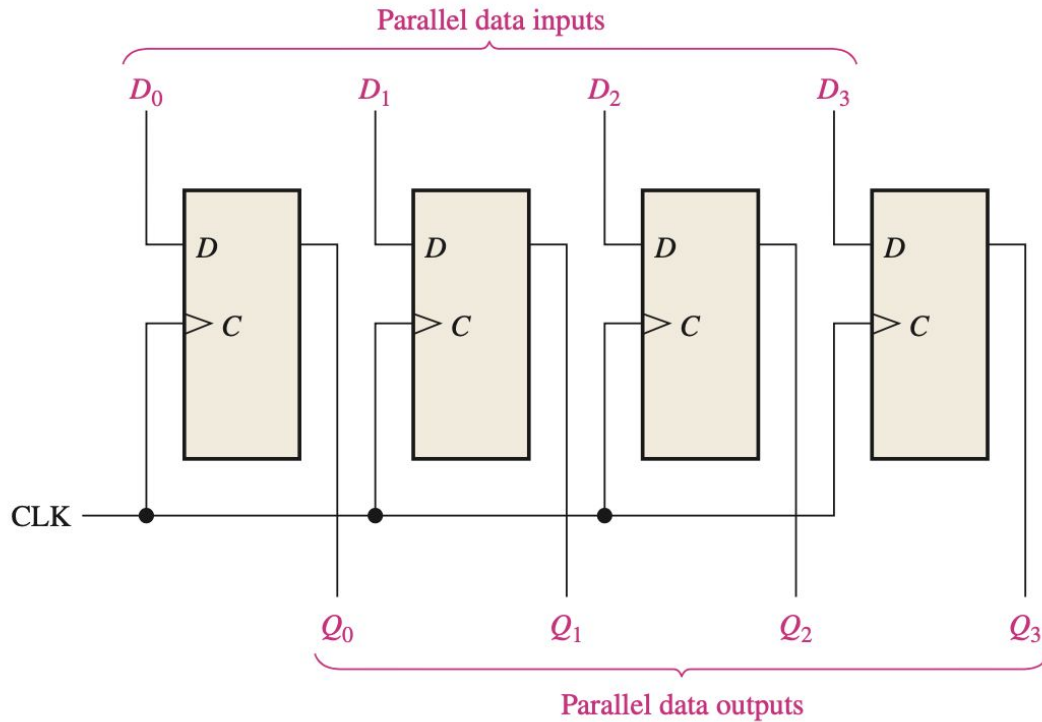 Parallel data inputs
D₀ D₁ D₂ D₃
D D D D
C C C C
CLK
Q₀ Q₁ Q₂ Q₃
Parallel data outputs